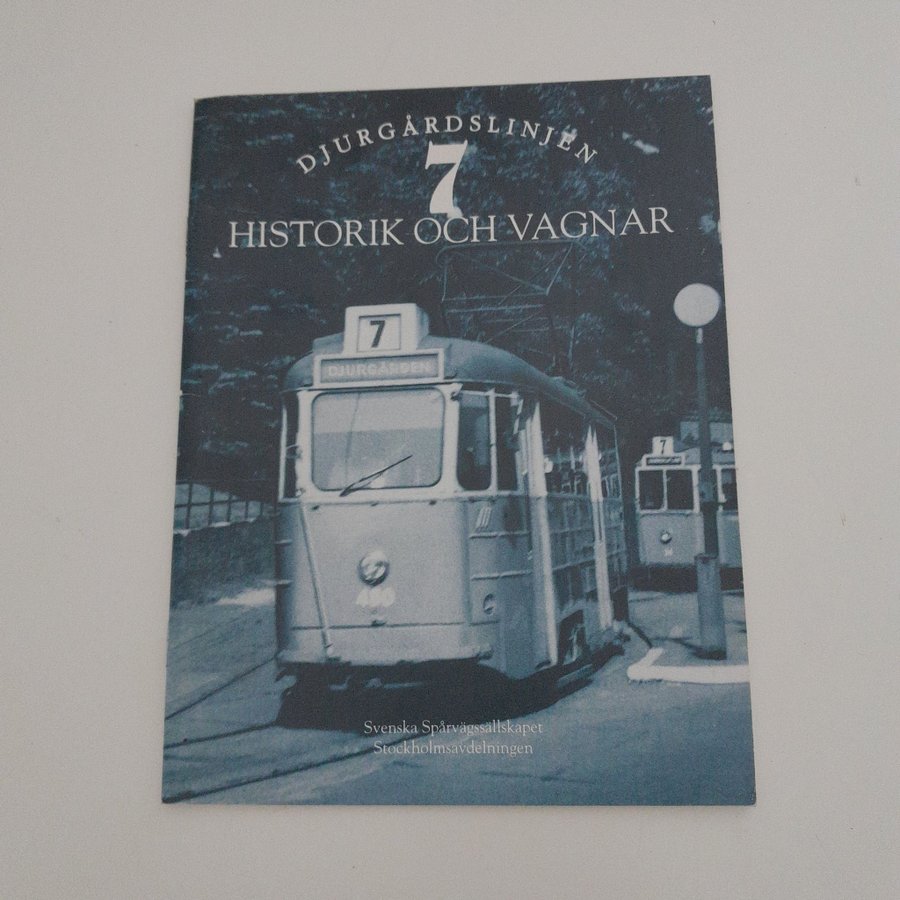 DJURGÅRDSLINJEN
7
HISTORIK OCH VAGNAR
7
DJURGÅRDEN
7
Svenska Spårvägssällskapet
Stockholmsavdelningen